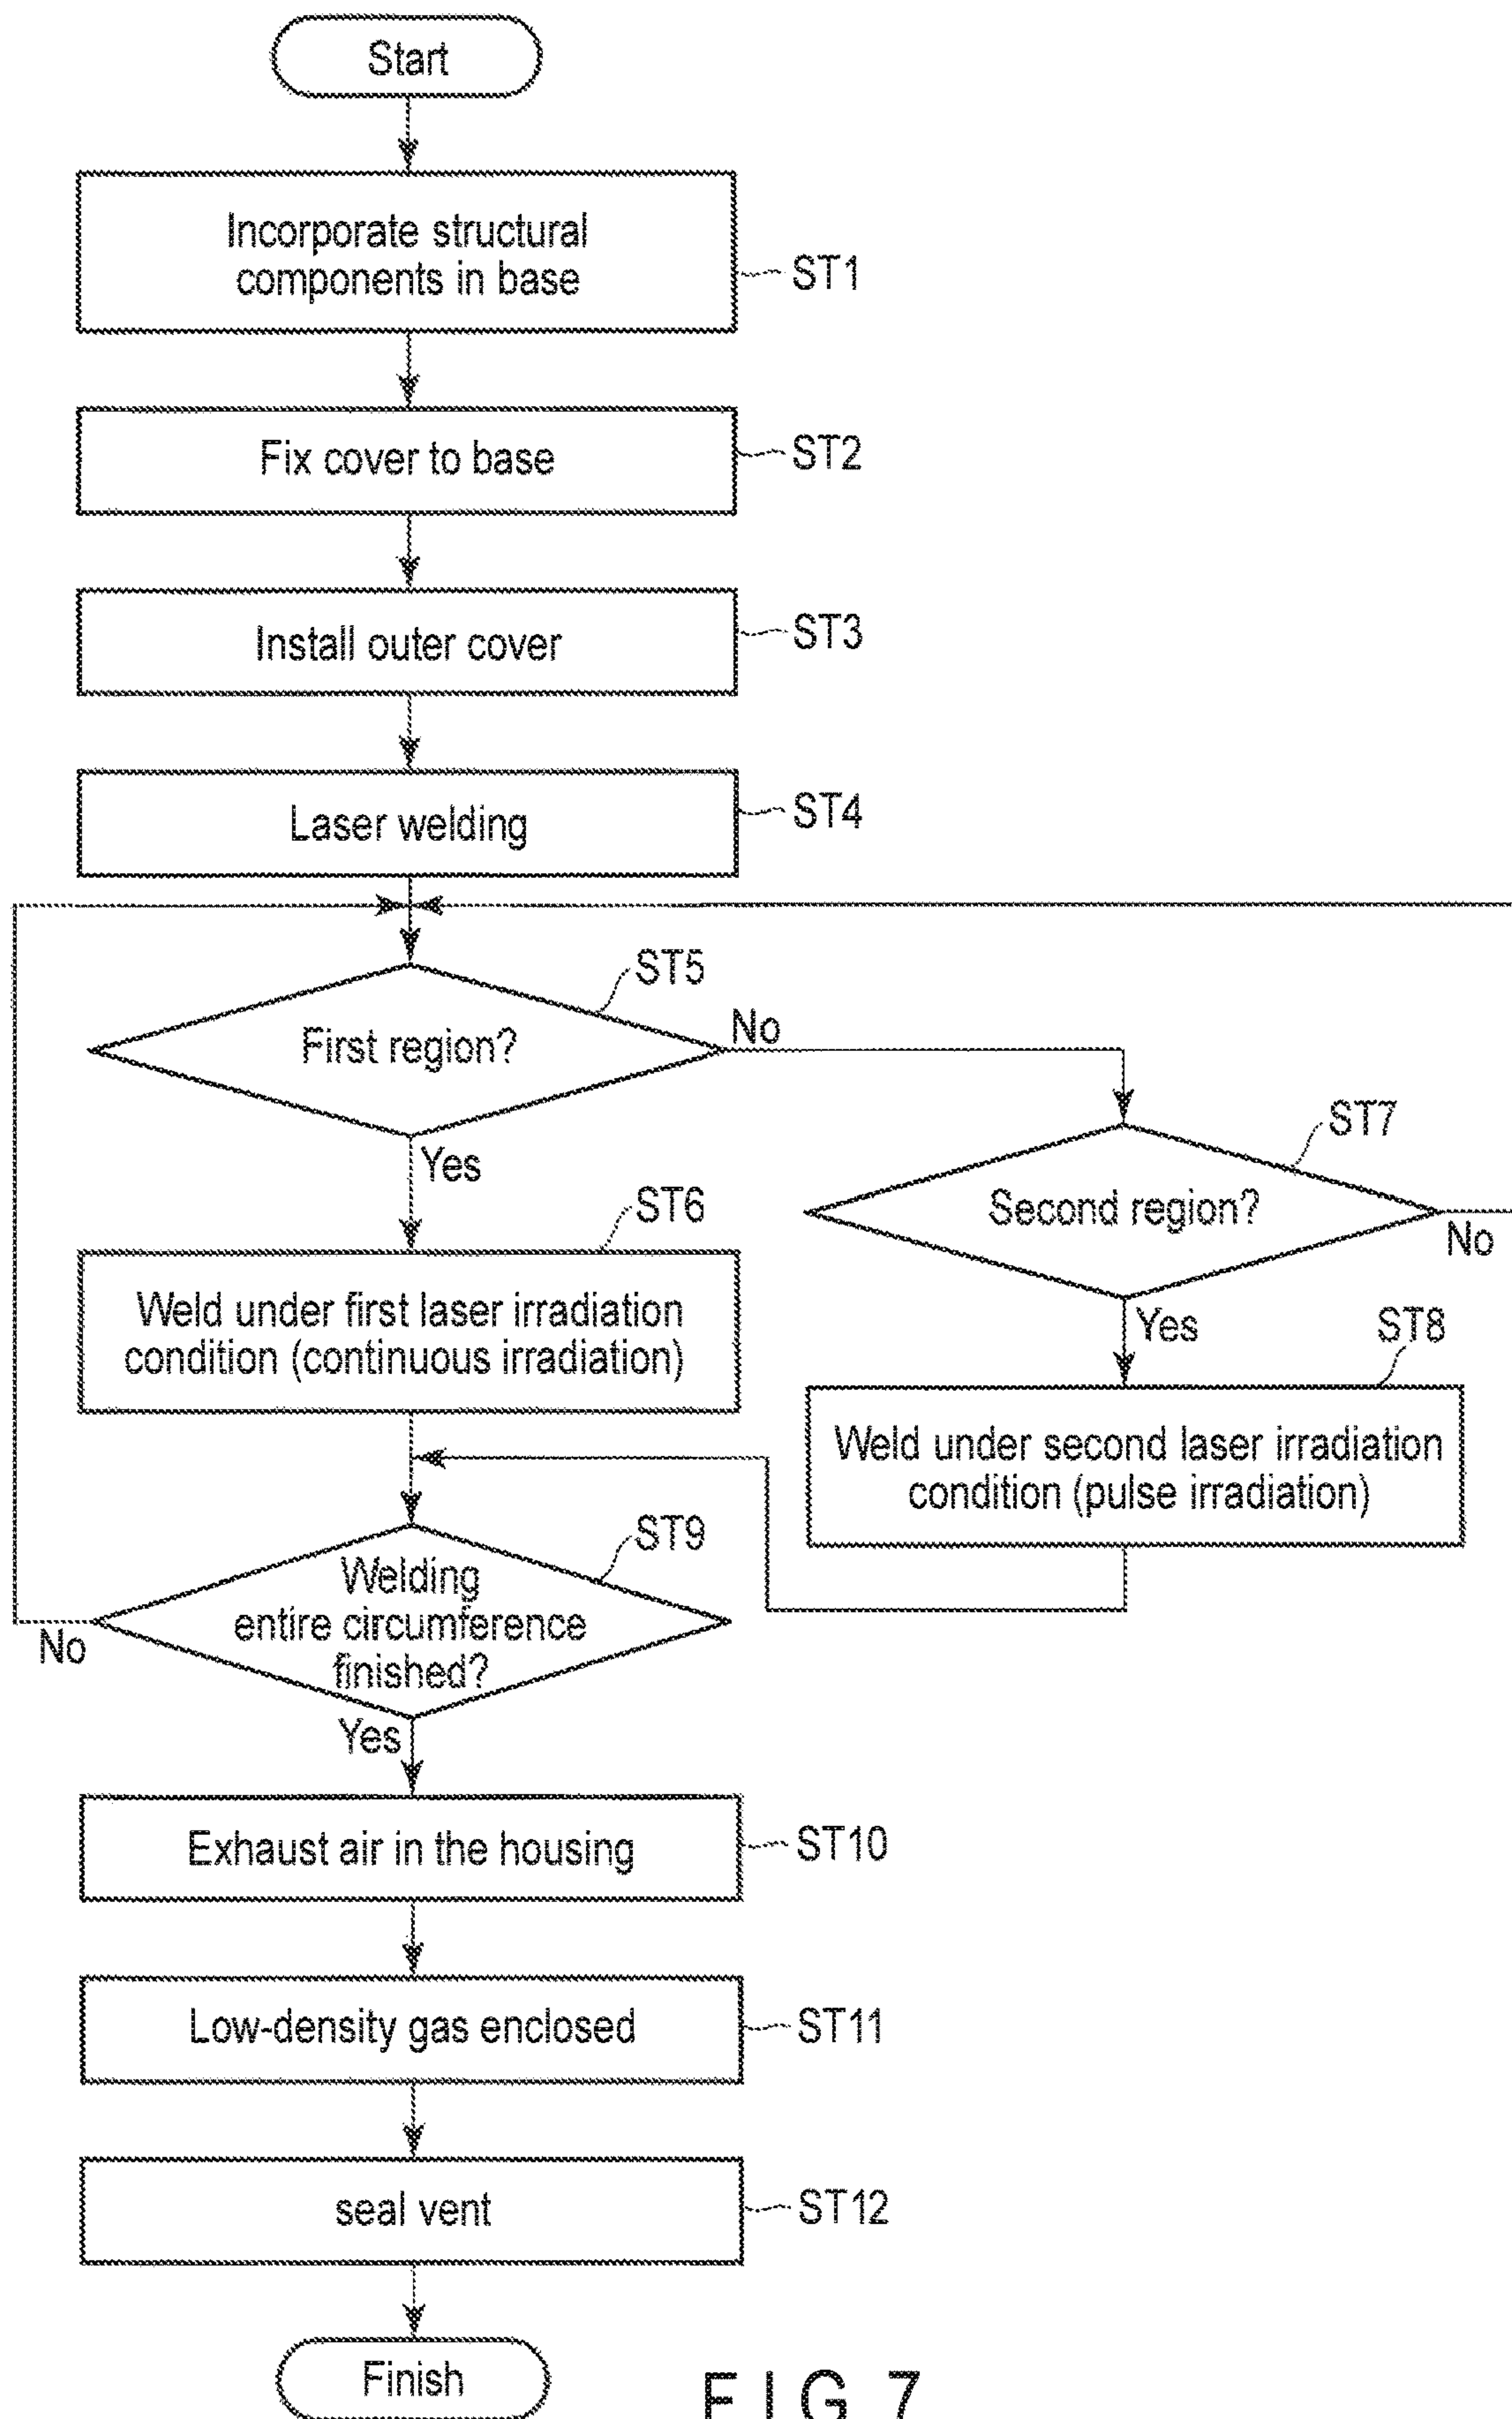 Start
Incorporate structural
components in base
ST1
Fix cover to base
ST2
Install outer cover
ST3
Laser welding
ST4
ST5
First region?
No
Yes
ST7
Second region?
No
ST6
Weld under first laser irradiation
condition (continuous irradiation)
Yes
ST8
Weld under second laser irradiation
condition (pulse irradiation)
ST9
Welding
entire circumference
finished?
No
Yes
Exhaust air in the housing
ST10
Low-density gas enclosed
ST11
seal vent
ST12
Finish
FIG. 7